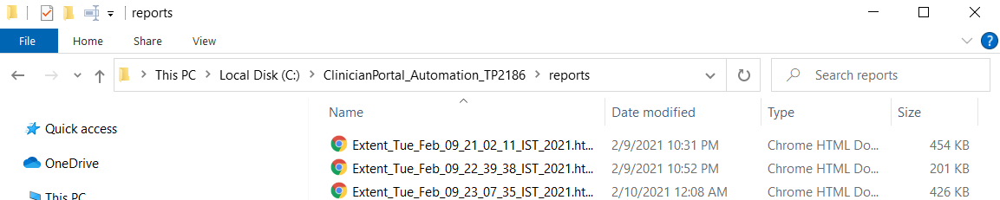 reports
File Home Share View
This PC Local Disk (C:) ClinicianPortal_Automation_TP2186 reports Search reports
Name Date modified Type Size
Quick access
Extent_Tue_Feb_09_21_02_11_IST_2021.ht... 2/9/2021 10:31 PM Chrome HTML Do... 454 KB
OneDrive
Extent_Tue_Feb_09_22_39_38_IST_2021.ht... 2/9/2021 10:52 PM Chrome HTML Do... 201 KB
This PC
Extent_Tue_Feb_09_23_07_35_IST_2021.ht... 2/10/2021 12:08 AM Chrome HTML Do... 426 KB